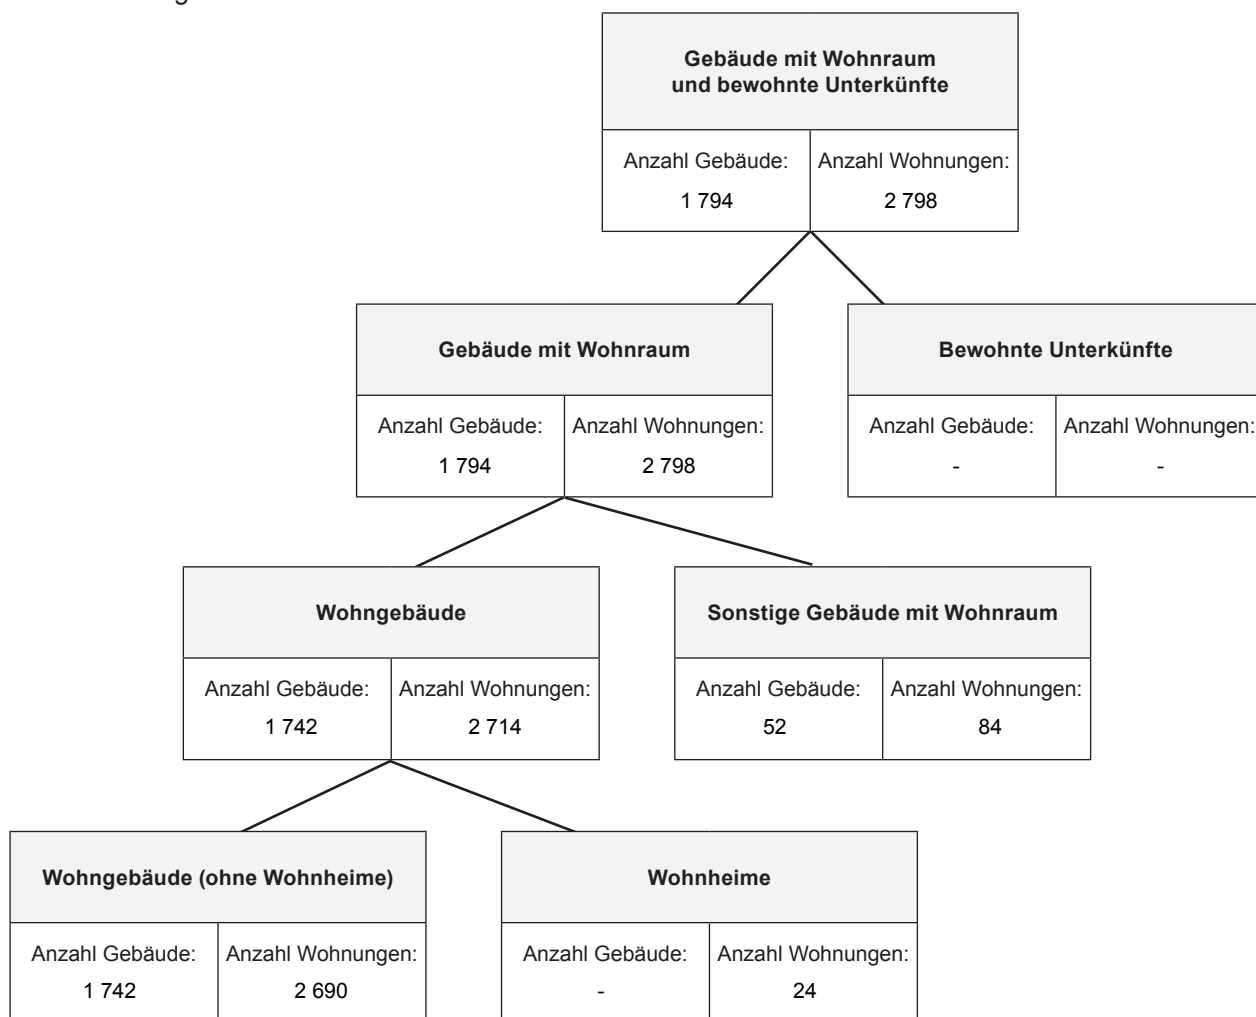 Gebäude mit Wohnraum
und bewohnte Unterkünfte
Anzahl Gebäude: Anzahl Wohnungen:
1 794 2 798
Gebäude mit Wohnraum
Anzahl Gebäude: Anzahl Wohnungen:
1 794 2 798
Bewohnte Unterkünfte
Anzahl Gebäude: Anzahl Wohnungen:
- -
Wohngebäude
Anzahl Gebäude: Anzahl Wohnungen:
1 742 2 714
Sonstige Gebäude mit Wohnraum
Anzahl Gebäude: Anzahl Wohnungen:
52 84
Wohngebäude (ohne Wohnheime)
Anzahl Gebäude: Anzahl Wohnungen:
1 742 2 690
Wohnheime
Anzahl Gebäude: Anzahl Wohnungen:
- 24